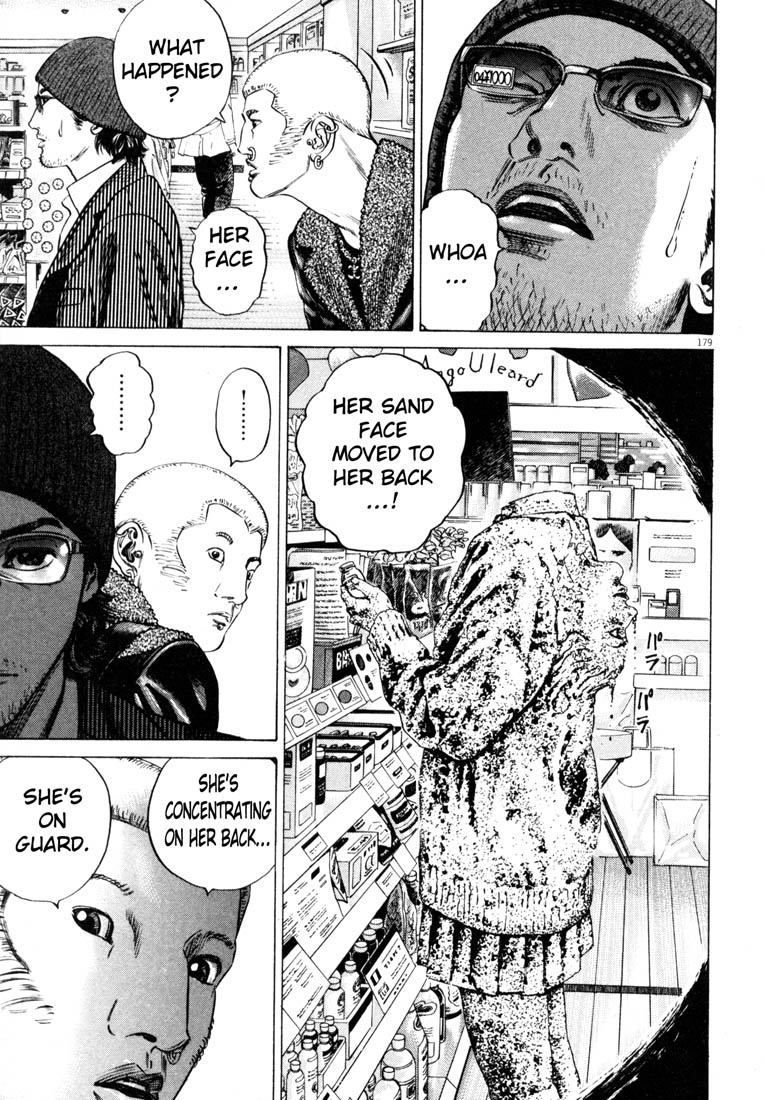 WHOA
...
WHAT
HAPPENED
?
HER
FACE
...
179
HER SAND
FACE
MOVED TO
HER BACK
...!
パラ
パラ
!......
......
SHE'S
CONCENTRATING
ON HER BACK...
SHE'S
ON
GUARD.